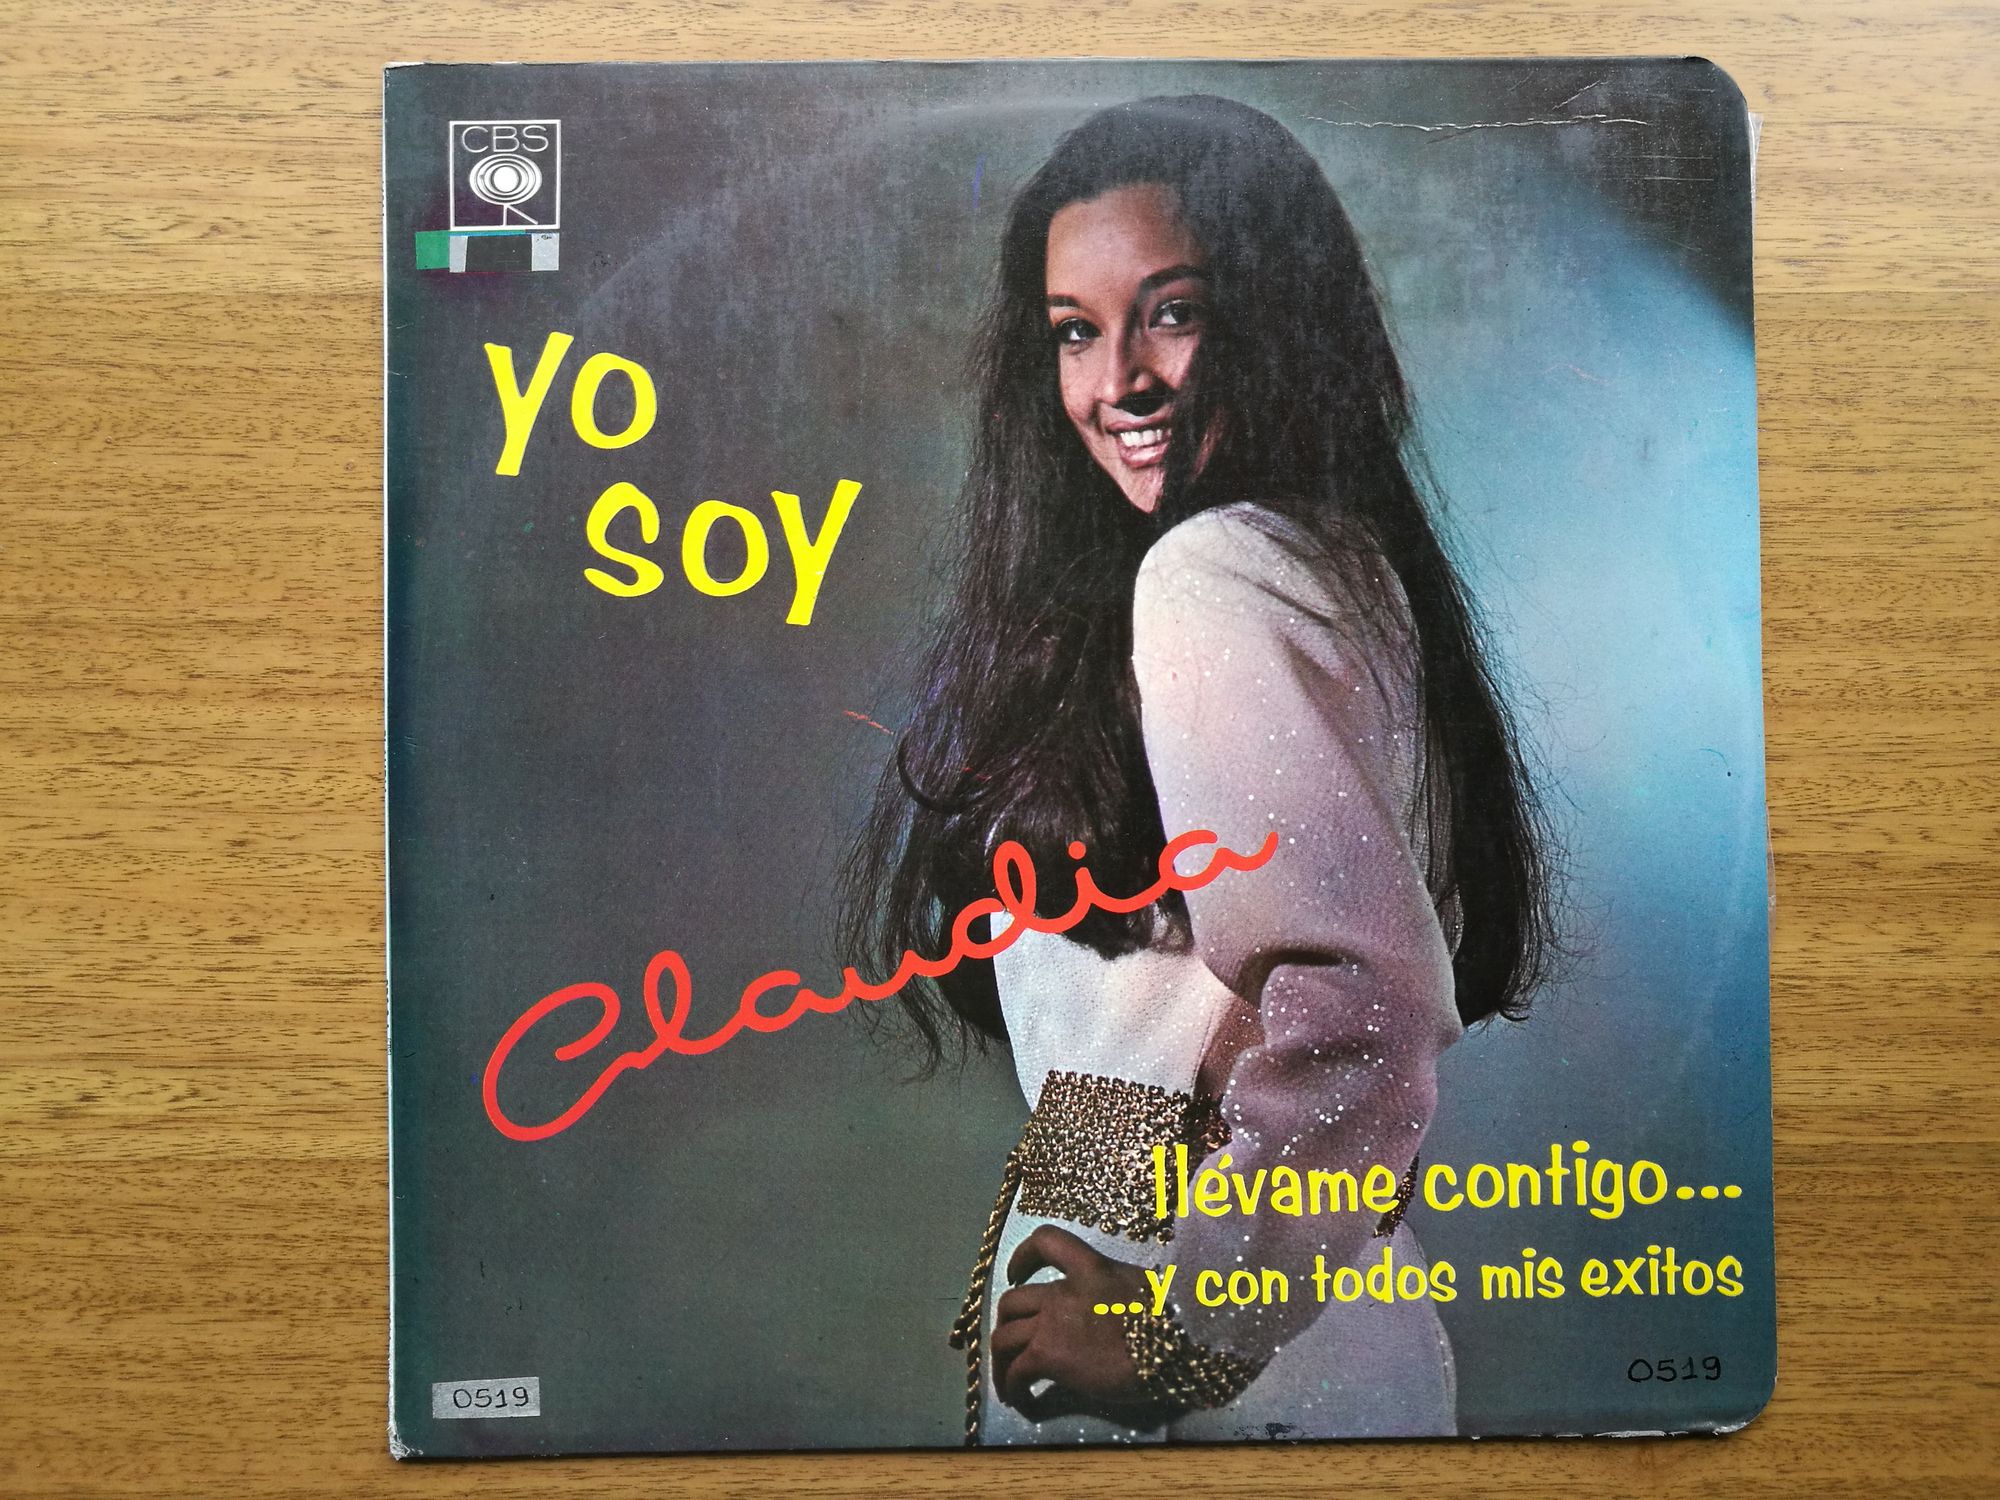 CBS
yo
soy
Claudia
llévame contigo...
...y con todos mis exitos
0519
0519